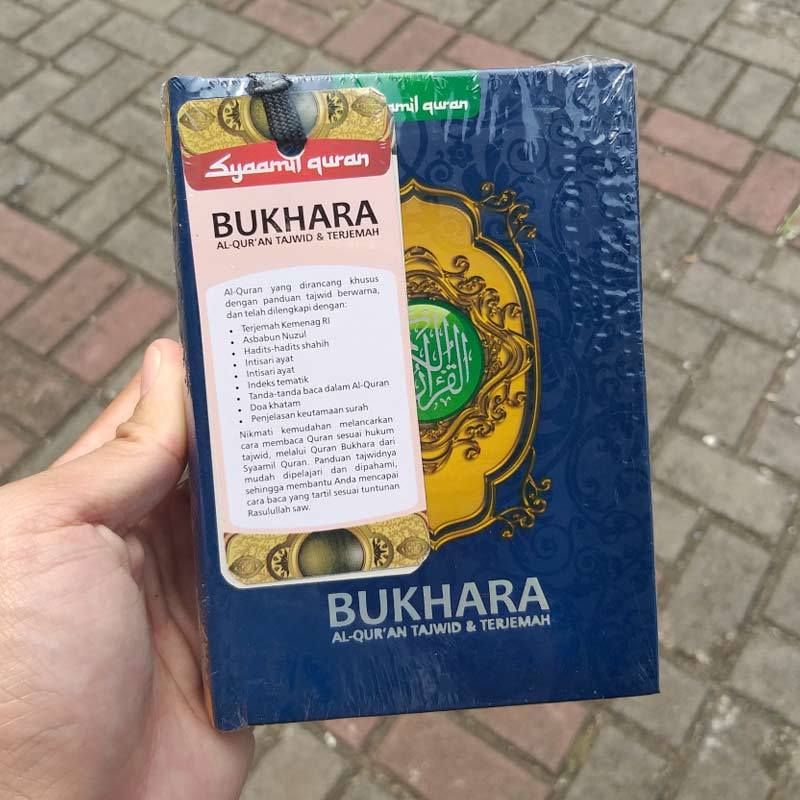 Syaamil quran
BUKHARA
AL-QUR'AN TAJWID & TERJEMAH
Al-Quran yang dirancang khusus
dengan panduan tajwid berwarna,
dan telah dilengkapi dengan:
• Terjemah Kemenag RI
• Asbabun Nuzul
• Hadits-hadits shahih
• Intisari ayat
• Intisari ayat
• Indeks tematik
• Tanda-tanda baca dalam Al-Quran
• Doa khatam
• Penjelasan keutamaan surah
Nikmati kemudahan melancarkan
cara membaca Quran sesuai hukum
tajwid, melalui Quran Bukhara dari
Syaamil Quran. Panduan tajwidnya
mudah dipelajari dan dipahami,
sehingga membantu Anda mencapai
cara baca yang tartil sesuai tuntunan
Rasulullah saw.
amil quran
BUKHARA
AL-QUR'AN TAJWID & TERJEMAH